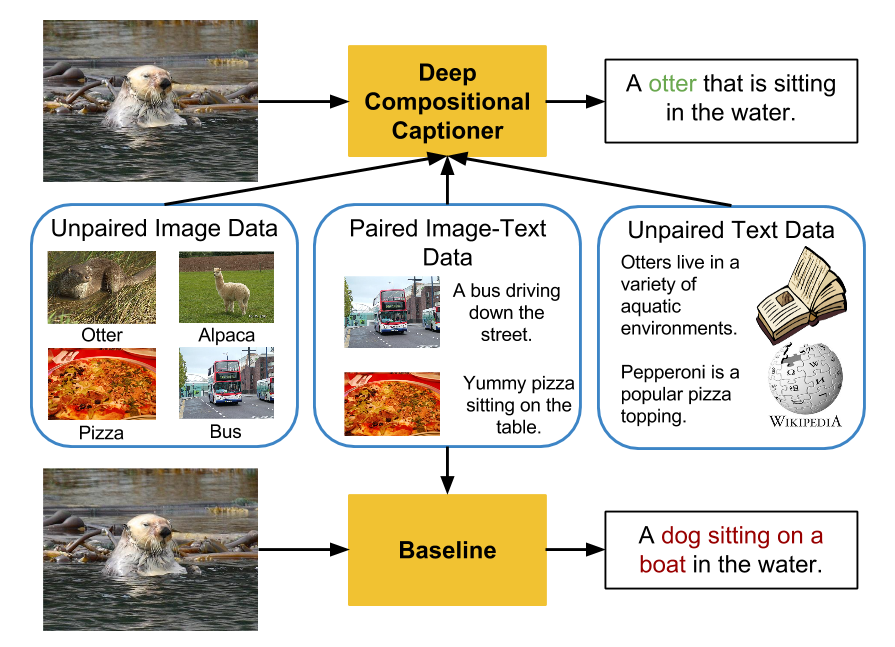 Deep
Compositional
Captioner
A otter that is sitting
in the water.
Unpaired Image Data
Otter
Alpaca
Pizza
Bus
Paired Image-Text
Data
A bus driving
down the
street.
Yummy pizza
sitting on the
table.
Unpaired Text Data
Otters live in a
variety of
aquatic
environments.
Pepperoni is a
popular pizza
topping.
WIKIPEDIA
Baseline
A dog sitting on a
boat in the water.